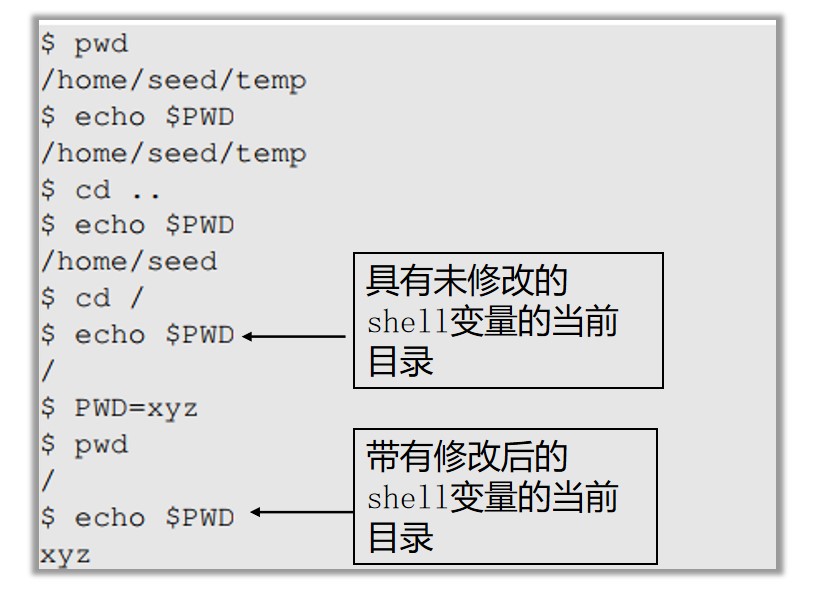 $ pwd
/home/seed/temp
$ echo $PWD
/home/seed/temp
$ cd ..
$ echo $PWD
/home/seed
$ cd /
$ echo $PWD
/
$ PWD=xyz
$ pwd
/
$ echo $PWD
xyz
具有未修改的
shell变量的当前
目录
带有修改后的
shell变量的当前
目录